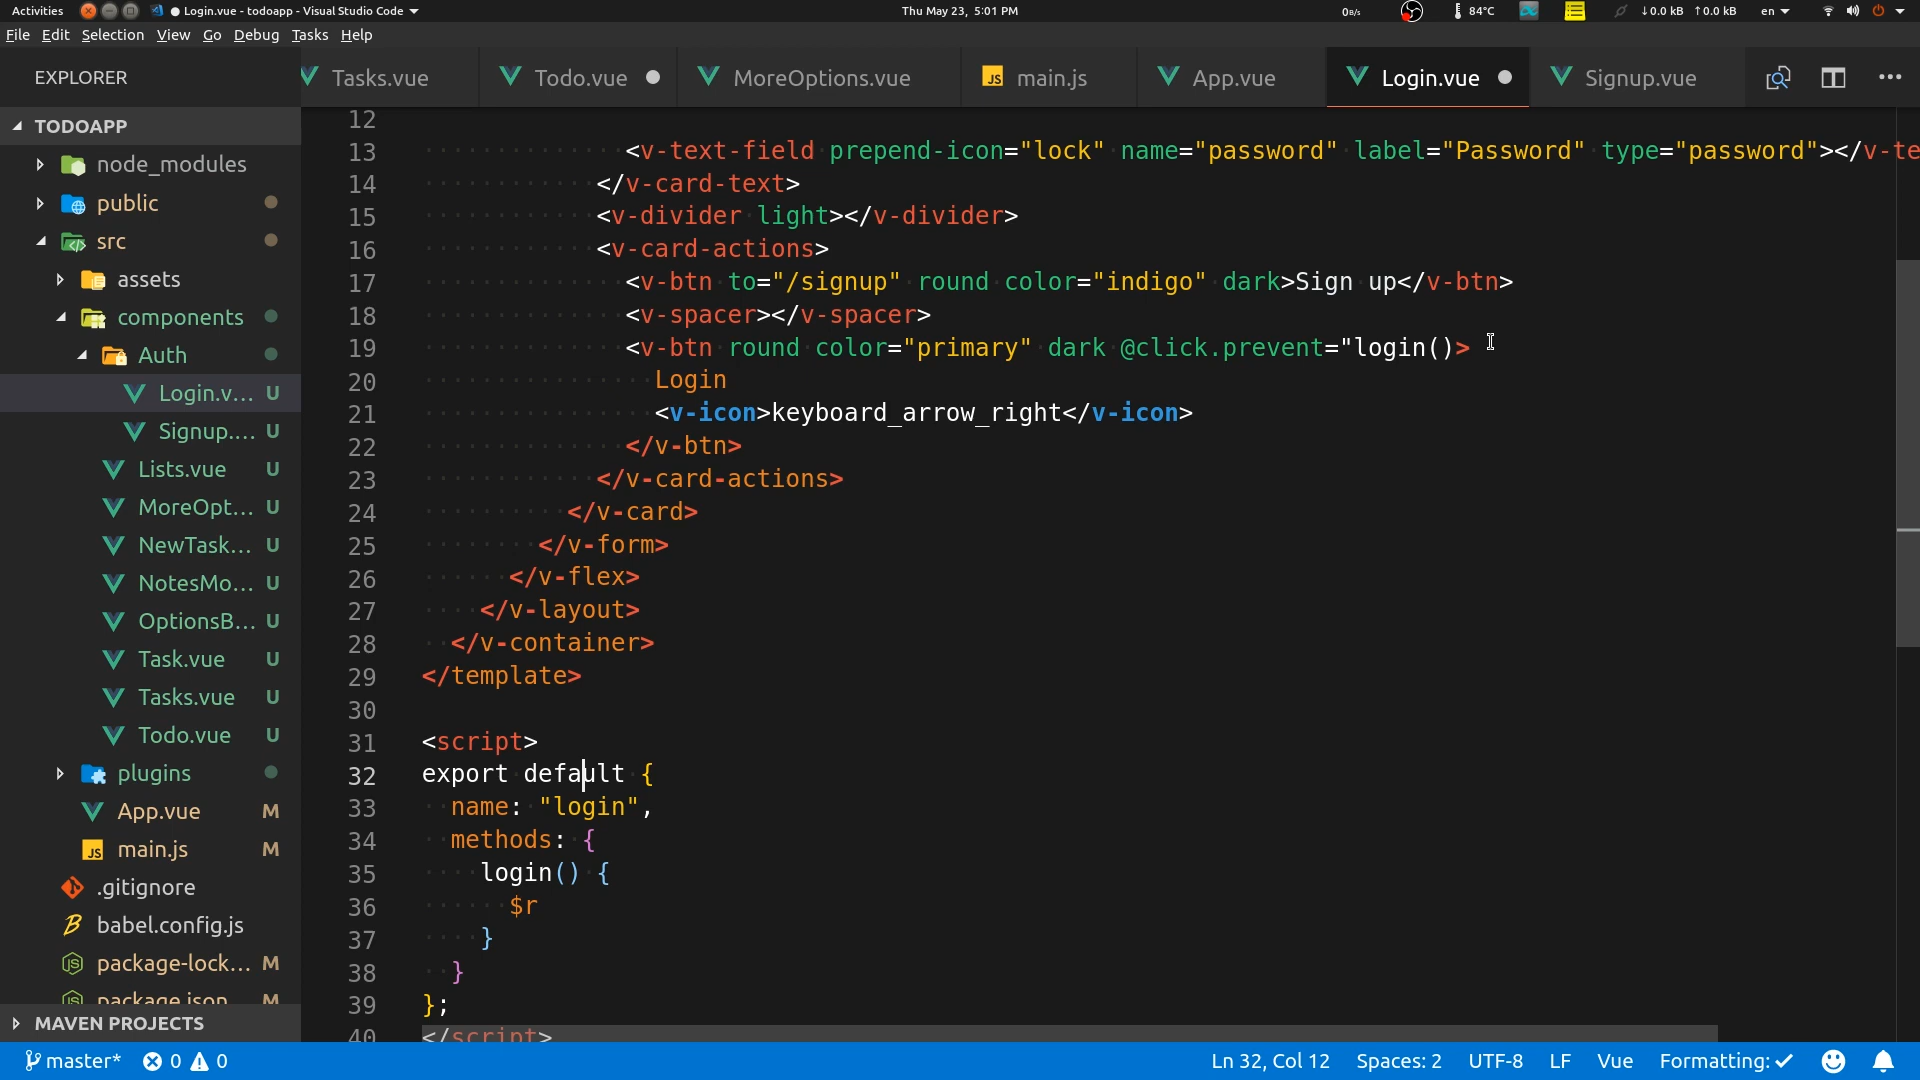 Activities
Login.vue - todoapp - Visual Studio Code
Thu May 23, 5:01 PM
0B/s
84°C
↓0.0 kB ↑0.0 kB
en
File Edit Selection View Go Debug Tasks Help
EXPLORER
Tasks.vue
Todo.vue
MoreOptions.vue
main.js
App.vue
Login.vue
Signup.vue
TODOAPP
node_modules
public
src
assets
components
Auth
Login.v... U
Signup.... U
Lists.vue U
MoreOpt... U
NewTask... U
NotesMo... U
OptionsB... U
Task.vue U
Tasks.vue U
Todo.vue U
plugins
App.vue M
main.js M
.gitignore
babel.config.js
package-lock... M
package.json M
MAVEN PROJECTS
12
13 <v-text-field prepend-icon="lock" name="password" label="Password" type="password"></v-te
14 </v-card-text>
15 <v-divider light></v-divider>
16 <v-card-actions>
17 <v-btn to="/signup" round color="indigo" dark>Sign up</v-btn>
18 <v-spacer></v-spacer>
19 <v-btn round color="primary" dark @click.prevent="login()>
20 Login
21 <v-icon>keyboard_arrow_right</v-icon>
22 </v-btn>
23 </v-card-actions>
24 </v-card>
25 </v-form>
26 </v-flex>
27 </v-layout>
28 </v-container>
29 </template>
30
31 <script>
32 export default {
33 name: "login",
34 methods: {
35 login() {
36 $r
37 }
38 }
39 };
40 </script>
master*
0 0
Ln 32, Col 12
Spaces: 2
UTF-8
LF
Vue
Formatting: ✓